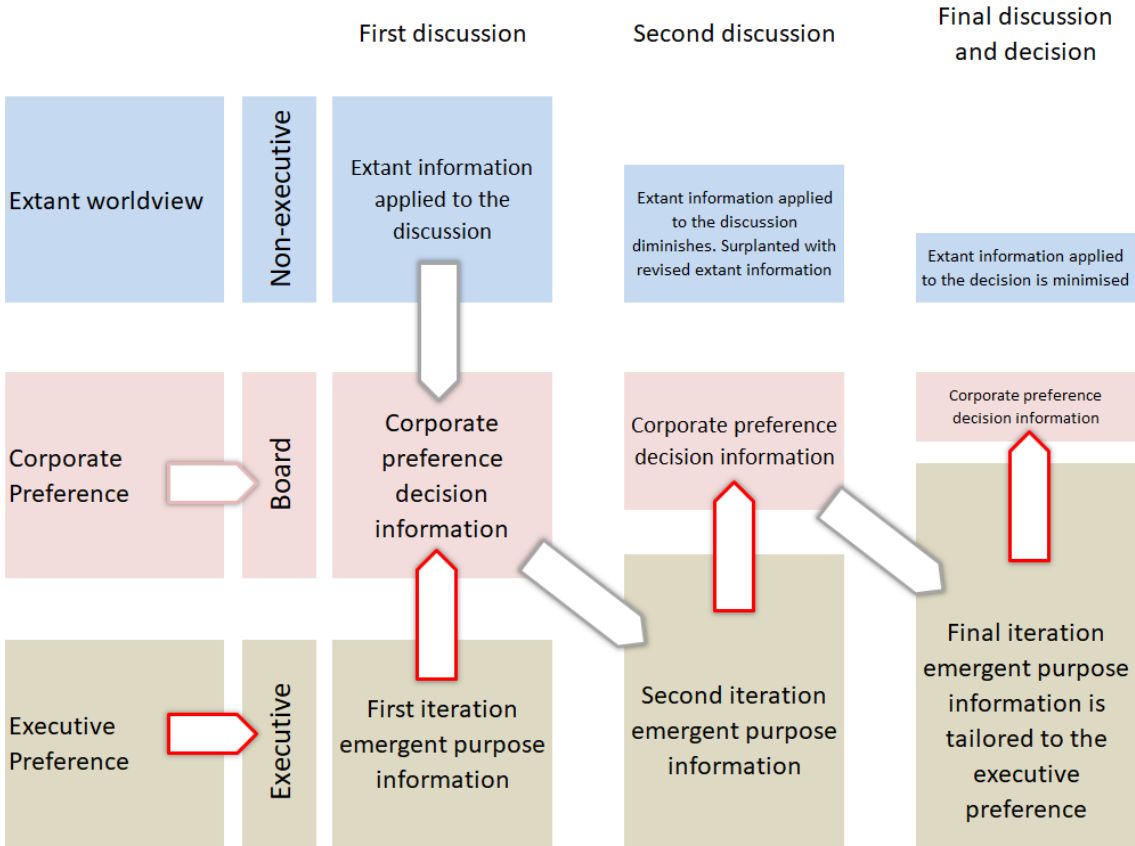 First discussion
Second discussion
Final discussion
and decision
Extant worldview
Non-executive
Extant information
applied to the
discussion
Extant information applied
to the discussion
diminishes. Surplanted with
revised extant information
Extant information applied
to the decision is minimised
Corporate
Preference
Board
Corporate
preference
decision
information
Corporate preference
decision information
Corporate preference
decision information
Executive
Preference
Executive
First iteration
emergent purpose
information
Second iteration
emergent purpose
information
Final iteration
emergent purpose
information is
tailored to the
executive
preference